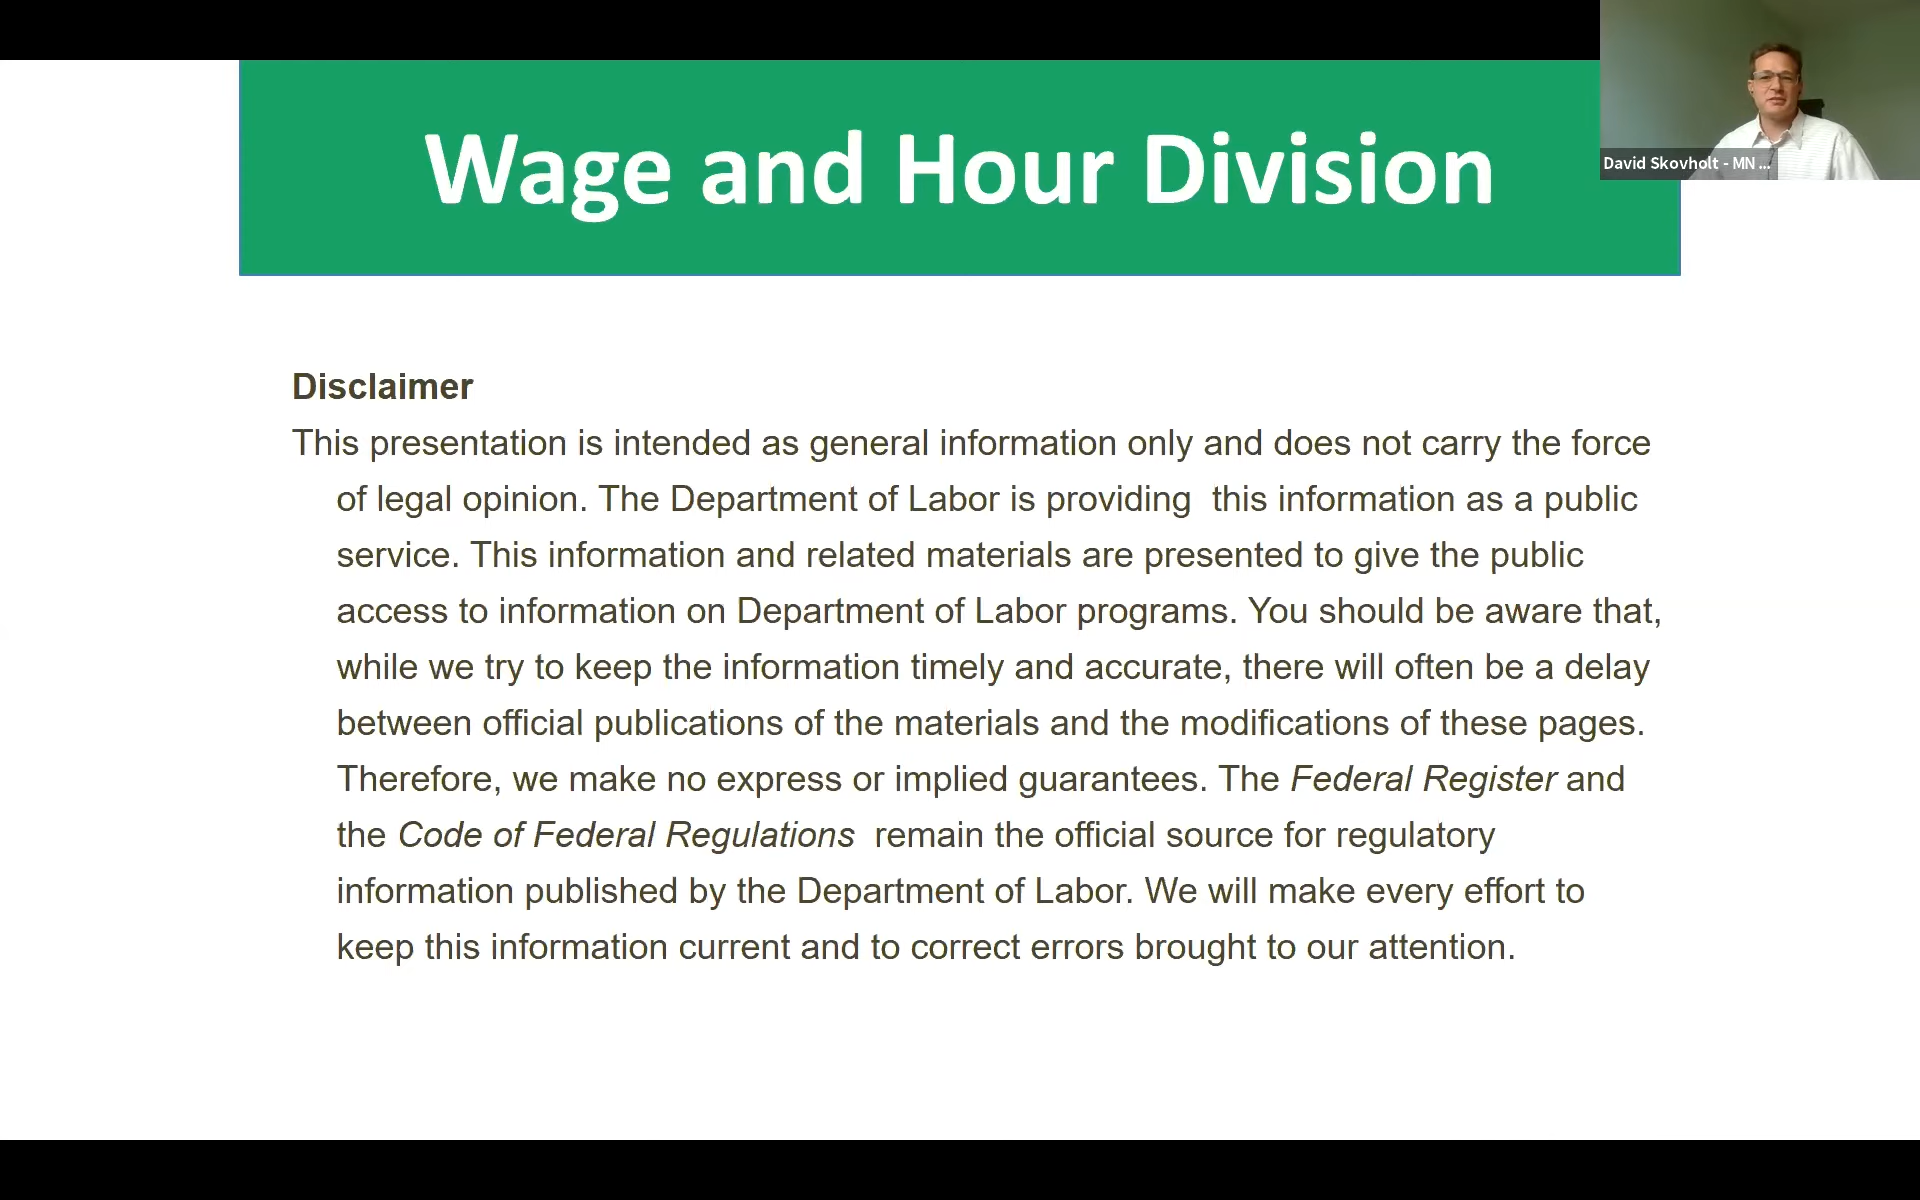 Wage and Hour Division
David Skovholt - MN ...
Disclaimer
This presentation is intended as general information only and does not carry the force
of legal opinion. The Department of Labor is providing  this information as a public
service. This information and related materials are presented to give the public
access to information on Department of Labor programs. You should be aware that,
while we try to keep the information timely and accurate, there will often be a delay
between official publications of the materials and the modifications of these pages.
Therefore, we make no express or implied guarantees. The Federal Register and
the Code of Federal Regulations  remain the official source for regulatory
information published by the Department of Labor. We will make every effort to
keep this information current and to correct errors brought to our attention.